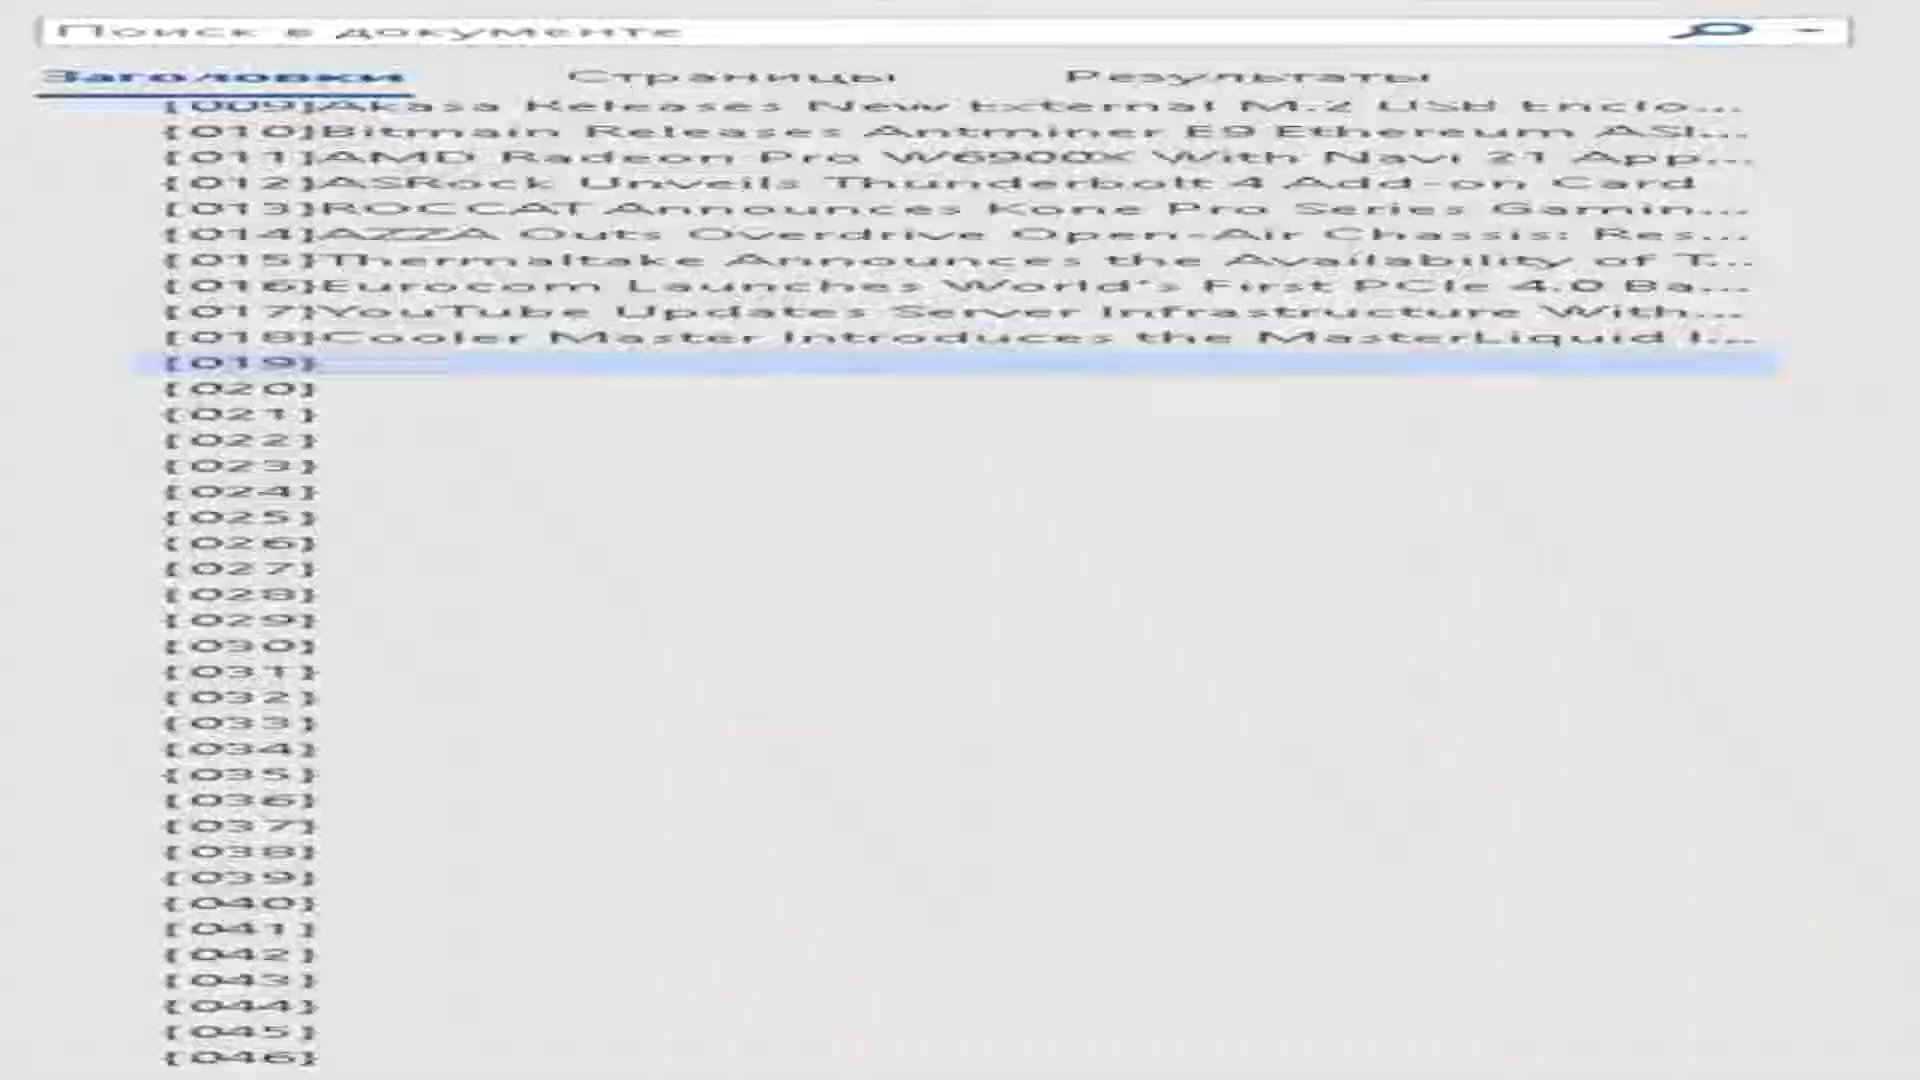 Поиск в документе
Заголовки Страницы Результаты
{009}Akasa Releases New External M.2 USB Enclo...
{010}Bitmain Releases Antminer E9 Ethereum ASI...
{011}AMD Radeon Pro W6900X With Navi 21 App...
{012}ASRock Unveils Thunderbolt 4 Add-on Card
{013}ROCCAT Announces Kone Pro Series Gamin...
{014}AZZA Outs Overdrive Open-Air Chassis: Res...
{015}Thermaltake Announces the Availability of T...
{016}Eurocom Launches World's First PCIe 4.0 Ba...
{017}YouTube Updates Server Infrastructure With...
{018}Cooler Master Introduces the MasterLiquid I...
{019}
{020}
{021}
{022}
{023}
{024}
{025}
{026}
{027}
{028}
{029}
{030}
{031}
{032}
{033}
{034}
{035}
{036}
{037}
{038}
{039}
{040}
{041}
{042}
{043}
{044}
{045}
{046}